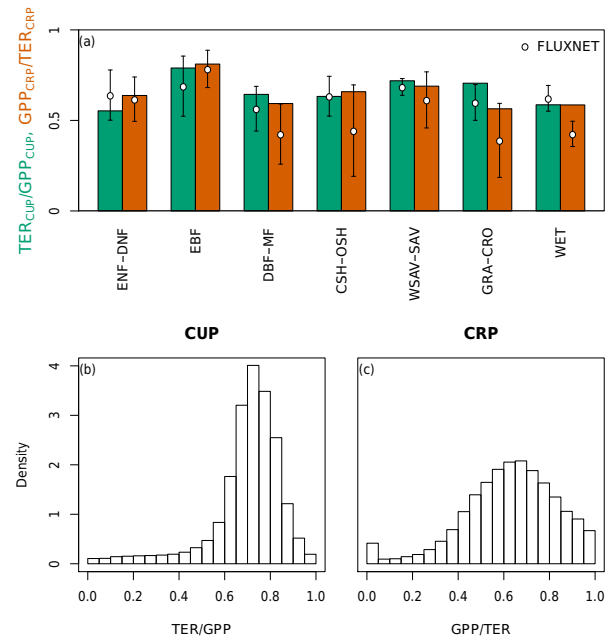 TER_CUP/GPP_CUP, GPP_CRP/TER_CRP
(a)
FLUXNET
1
0.5
0
ENF−DNF
EBF
DBF−MF
CSH−OSH
WSAV−SAV
GRA−CRO
WET
CUP
CRP
(b)
(c)
Density
4
3
2
1
0
0.0 0.2 0.4 0.6 0.8 1.0
0.0 0.2 0.4 0.6 0.8 1.0
TER/GPP
GPP/TER